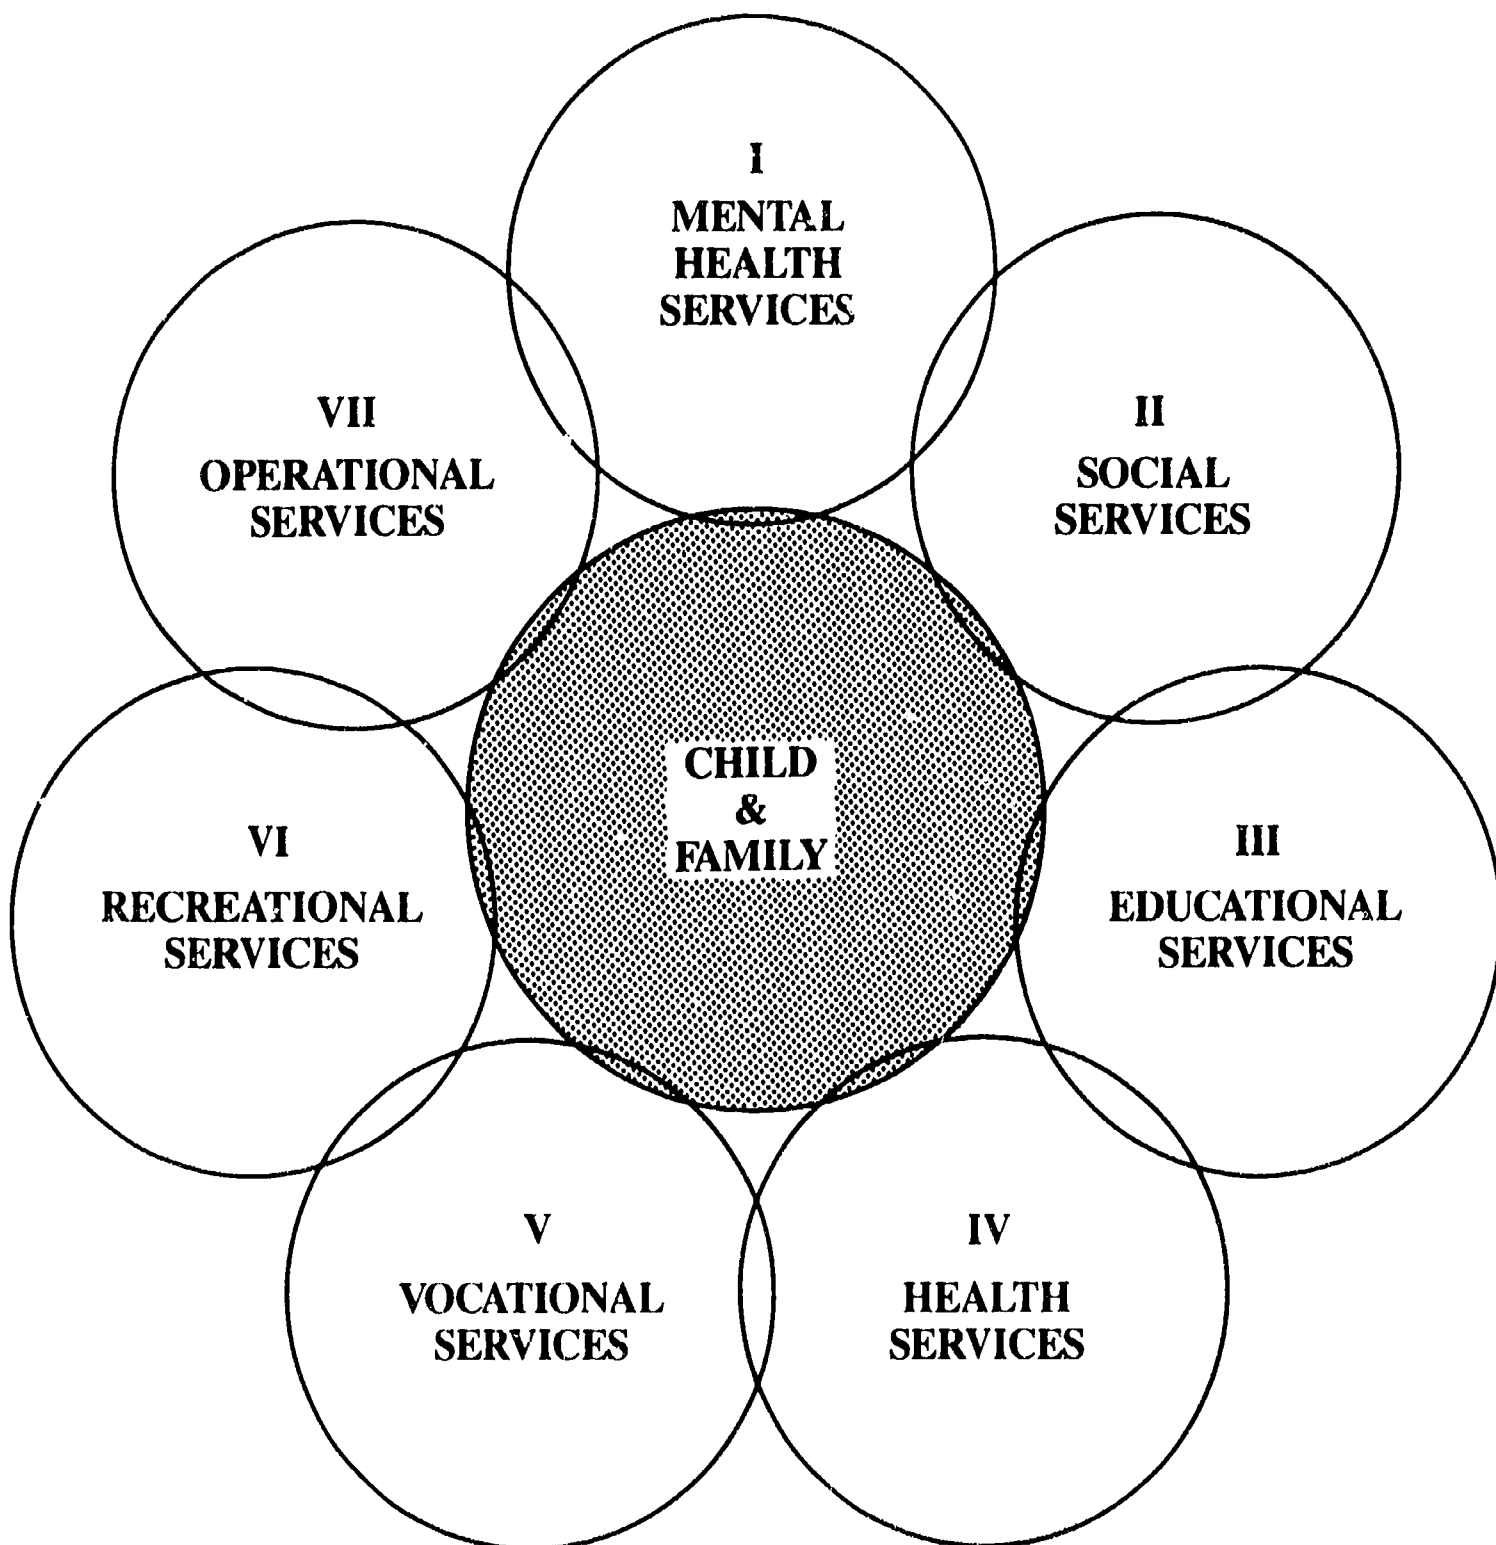 I
MENTAL
HEALTH
SERVICES
II
SOCIAL
SERVICES
III
EDUCATIONAL
SERVICES
IV
HEALTH
SERVICES
V
VOCATIONAL
SERVICES
VI
RECREATIONAL
SERVICES
VII
OPERATIONAL
SERVICES
CHILD
&
FAMILY